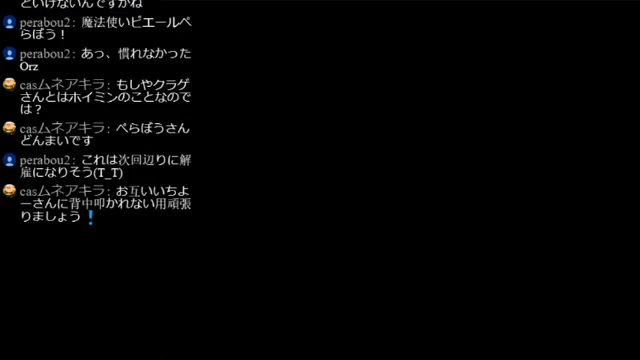 といけないんですかね
perabou2: 魔法使いピエールペ
らぼう！
perabou2: あっ、慣れなかった
Orz
casムネアキラ: もしやクラゲ
さんとはホイミンのことなので
は？
casムネアキラ: ぺらぼうさん
どんまいです
perabou2: これは次回辺りに解
雇になりそう(T_T)
casムネアキラ: お互いいちよ
ーさんに背中叩かれない用頑張
りましょう❗